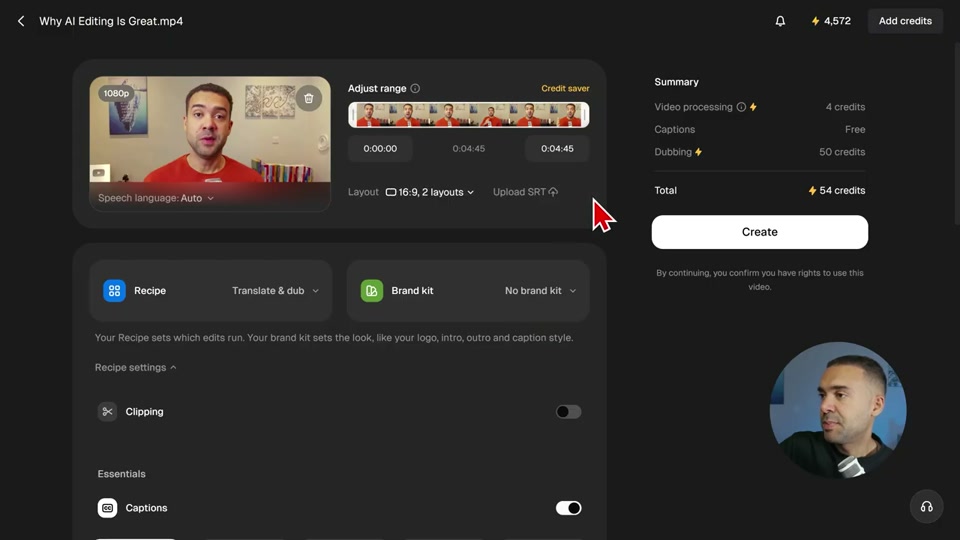 Why AI Editing Is Great.mp4
4,572
Add credits
1080p
Speech language: Auto
Adjust range
Credit saver
0:00:00
0:04:45
0:04:45
Layout
16:9, 2 layouts
Upload SRT
Summary
Video processing
4 credits
Captions
Free
Dubbing
50 credits
Total
54 credits
Create
By continuing, you confirm you have rights to use this
video.
Recipe
Translate & dub
Brand kit
No brand kit
Your Recipe sets which edits run. Your brand kit sets the look, like your logo, intro, outro and caption style.
Recipe settings
Clipping
Essentials
CC
Captions